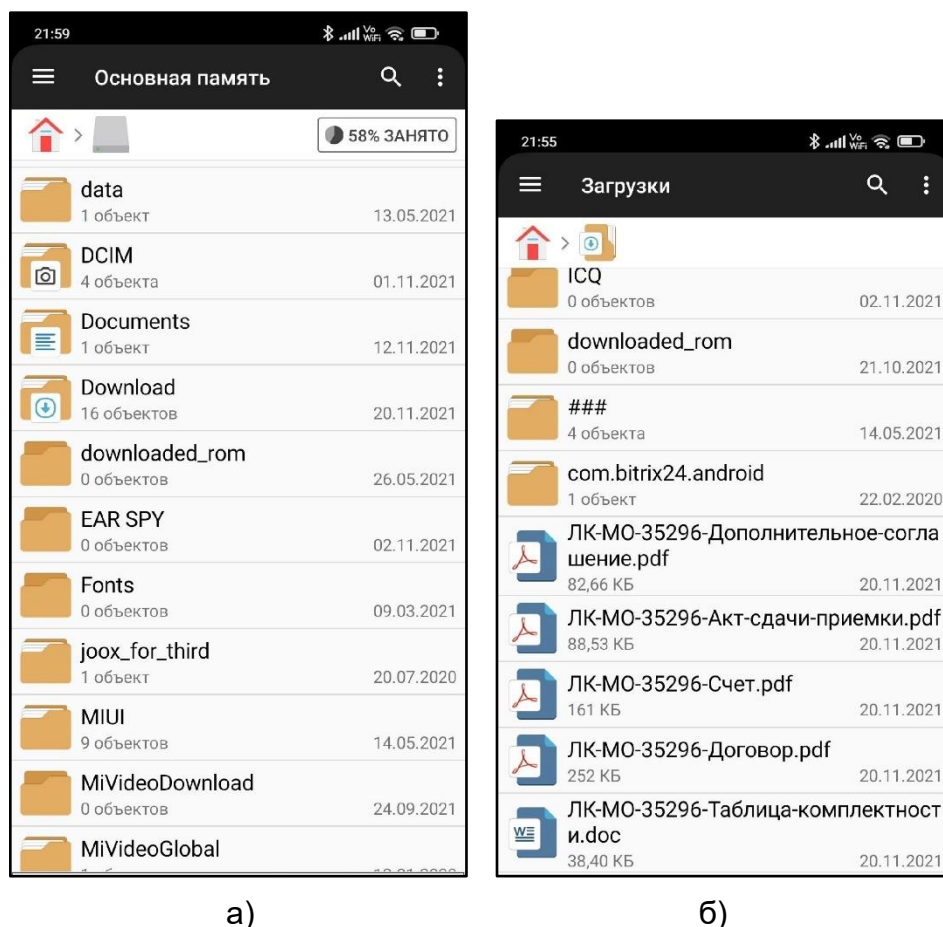 21:59
Vo WiFi
Основная память
58% ЗАНЯТО
data
1 объект 13.05.2021
DCIM
4 объекта 01.11.2021
Documents
1 объект 12.11.2021
Download
16 объектов 20.11.2021
downloaded_rom
0 объектов 26.05.2021
EAR SPY
0 объектов 02.11.2021
Fonts
0 объектов 09.03.2021
joox_for_third
1 объект 20.07.2020
MIUI
9 объектов 14.05.2021
MiVideoDownload
0 объектов 24.09.2021
MiVideoGlobal
а)
21:55
Vo WiFi
Загрузки
ICQ
0 объектов 02.11.2021
downloaded_rom
0 объектов 21.10.2021
###
4 объекта 14.05.2021
com.bitrix24.android
1 объект 22.02.2020
ЛК-МО-35296-Дополнительное-согла
шение.pdf
82,66 КБ 20.11.2021
ЛК-МО-35296-Акт-сдачи-приемки.pdf
88,53 КБ 20.11.2021
ЛК-МО-35296-Счет.pdf
161 КБ 20.11.2021
ЛК-МО-35296-Договор.pdf
252 КБ 20.11.2021
ЛК-МО-35296-Таблица-комплектност
и.doc
38,40 КБ 20.11.2021
б)